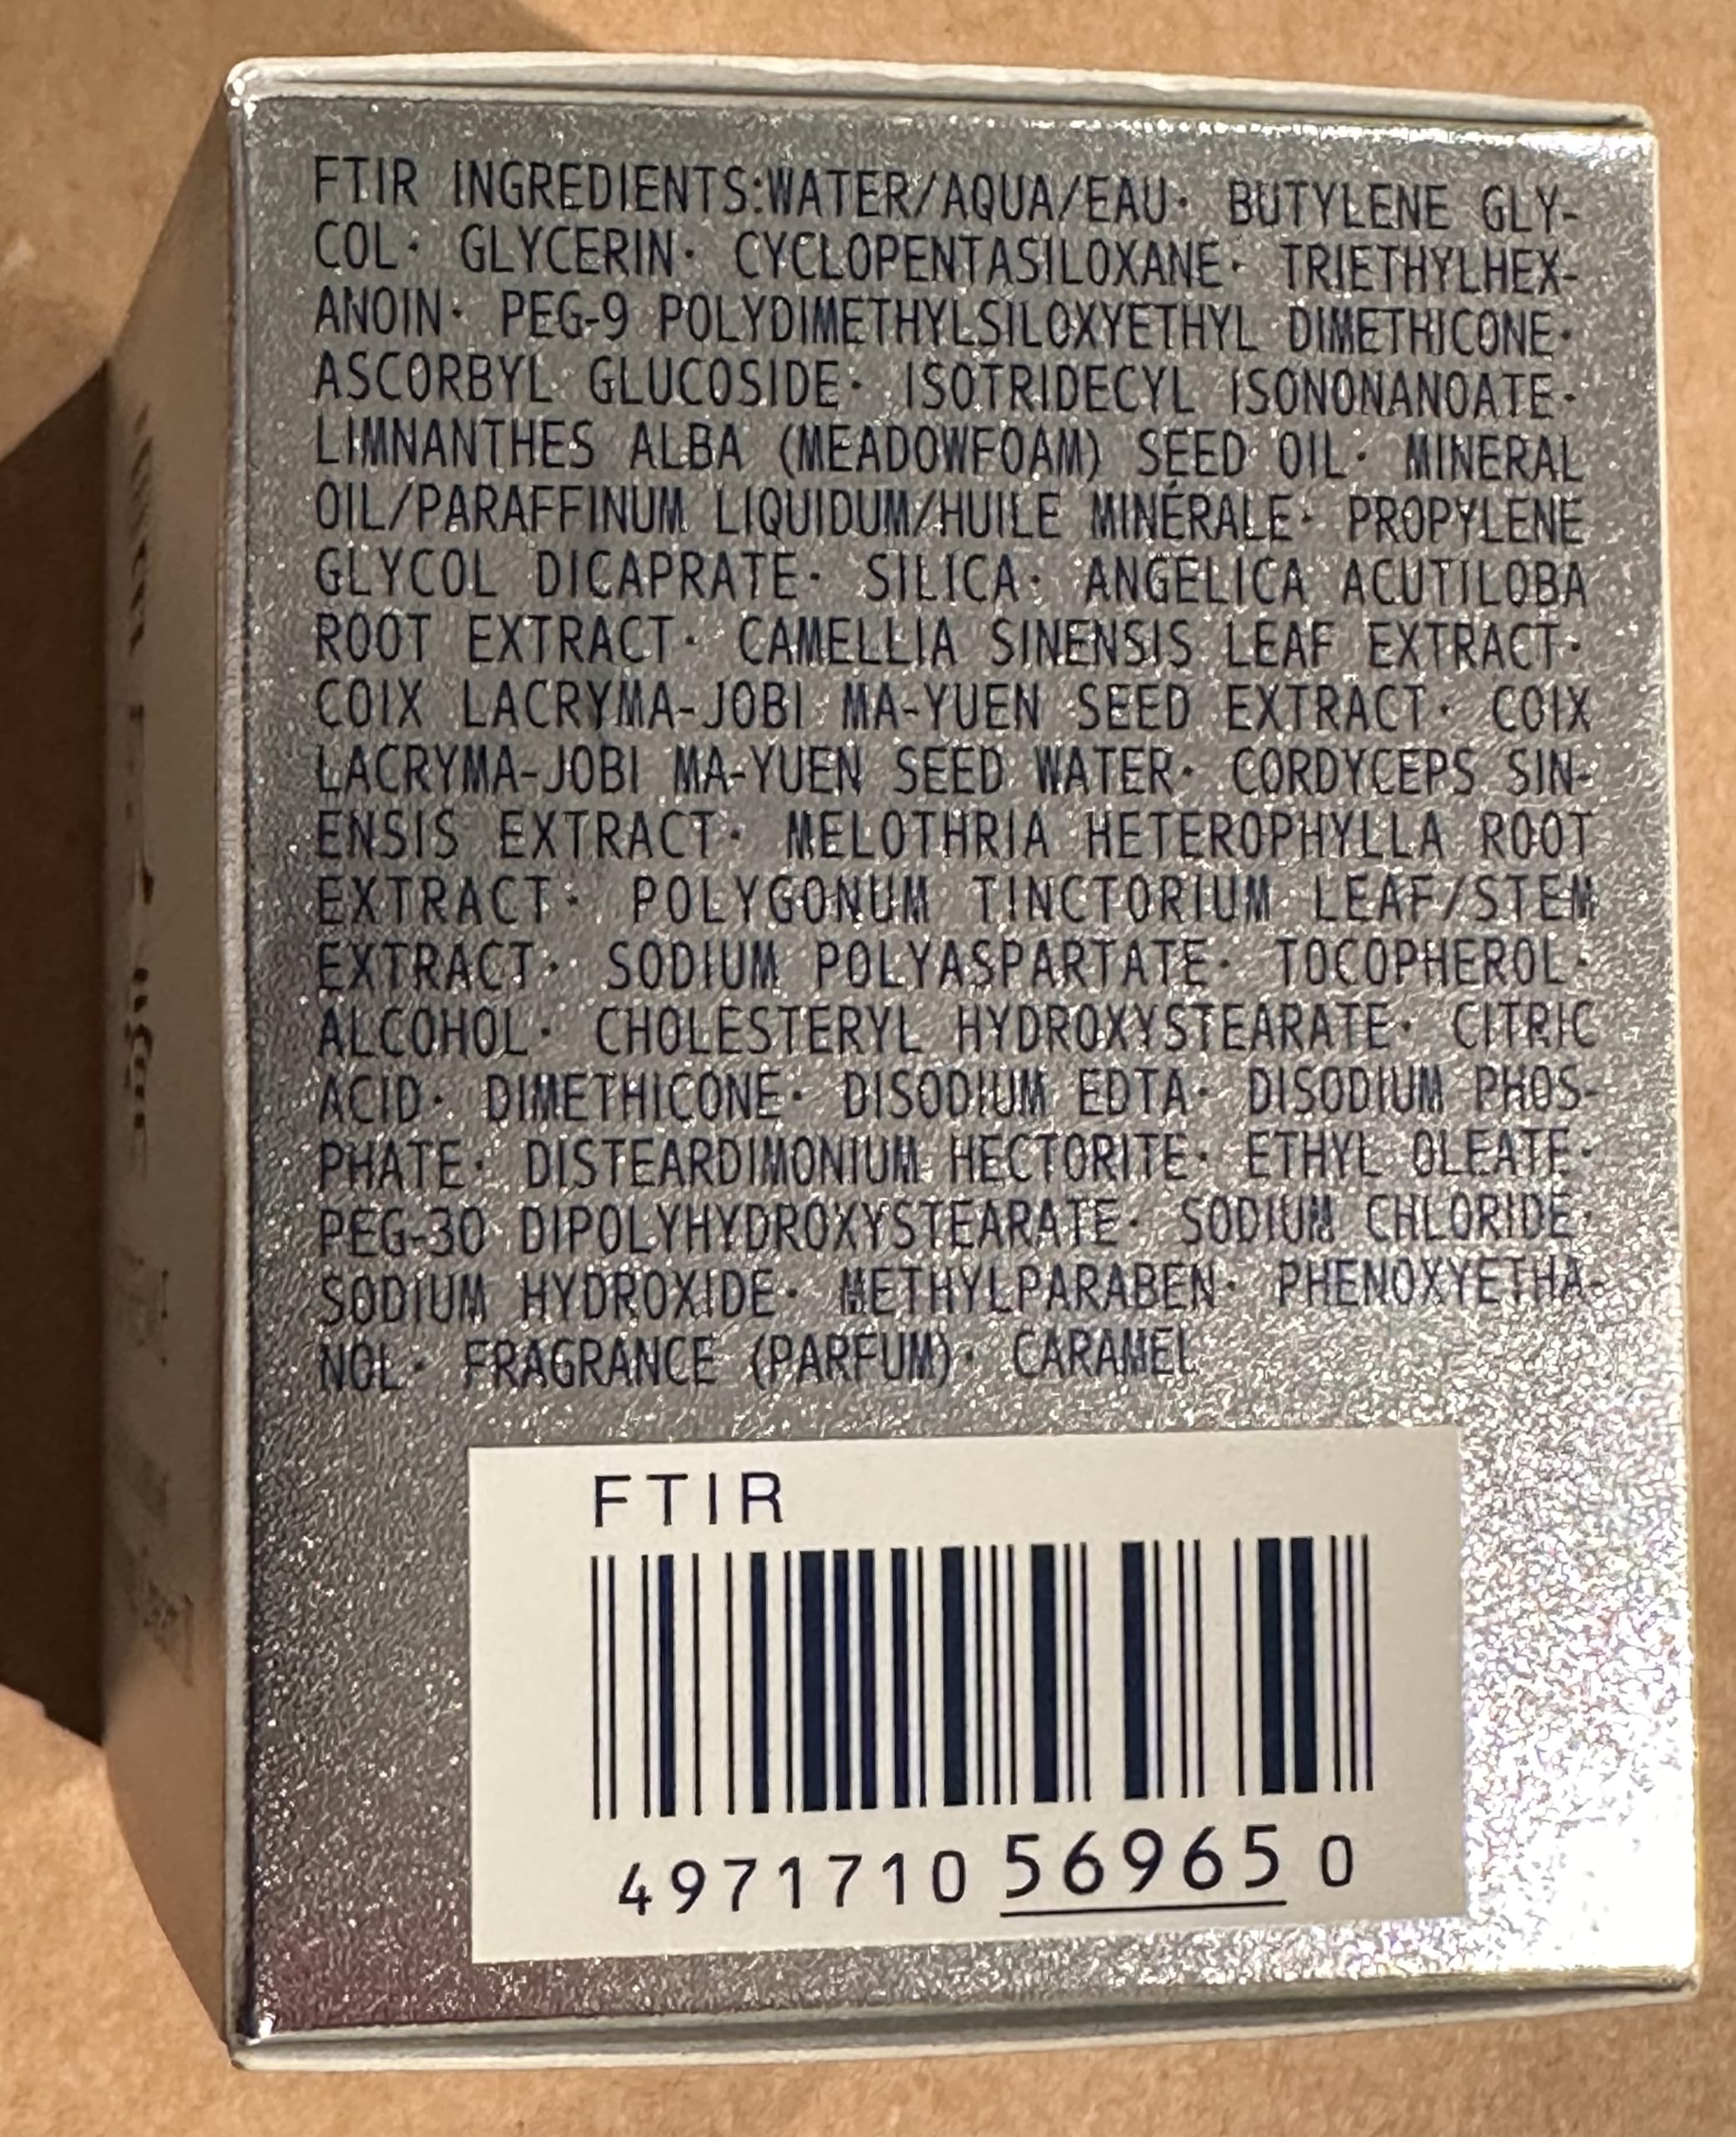 FTIR INGREDIENTS:WATER/AQUA/EAU· BUTYLENE GLY-
COL· GLYCERIN· CYCLOPENTASILOXANE· TRIETHYLHEX-
ANOIN· PEG-9 POLYDIMETHYLSILOXYETHYL DIMETHICONE·
ASCORBYL GLUCOSIDE· ISOTRIDECYL ISONONANOATE·
LIMNANTHES ALBA (MEADOWFOAM) SEED OIL· MINERAL
OIL/PARAFFINUM LIQUIDUM/HUILE MINÉRALE· PROPYLENE
GLYCOL DICAPRATE· SILICA· ANGELICA ACUTILOBA
ROOT EXTRACT· CAMELLIA SINENSIS LEAF EXTRACT·
COIX LACRYMA-JOBI MA-YUEN SEED EXTRACT· COIX
LACRYMA-JOBI MA-YUEN SEED WATER· CORDYCEPS SIN-
ENSIS EXTRACT· MELOTHRIA HETEROPHYLLA ROOT
EXTRACT· POLYGONUM TINCTORIUM LEAF/STEM
EXTRACT· SODIUM POLYASPARTATE· TOCOPHEROL·
ALCOHOL· CHOLESTERYL HYDROXYSTEARATE· CITRIC
ACID· DIMETHICONE· DISODIUM EDTA· DISODIUM PHOS-
PHATE· DISTEARDIMONIUM HECTORITE· ETHYL OLEATE·
PEG-30 DIPOLYHYDROXYSTEARATE· SODIUM CHLORIDE·
SODIUM HYDROXIDE· METHYLPARABEN· PHENOXYETHA-
NOL· FRAGRANCE (PARFUM)· CARAMEL
FTIR
4971710 56965 0